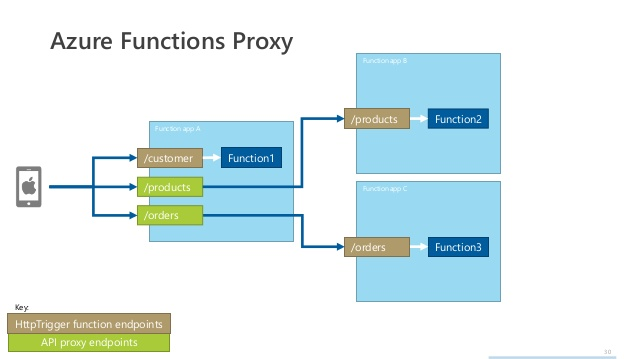 Azure Functions Proxy
Function app B
/products
Function2
Function app A
/customer
Function1
/products
/orders
Function app C
/orders
Function3
Key:
HttpTrigger function endpoints
API proxy endpoints